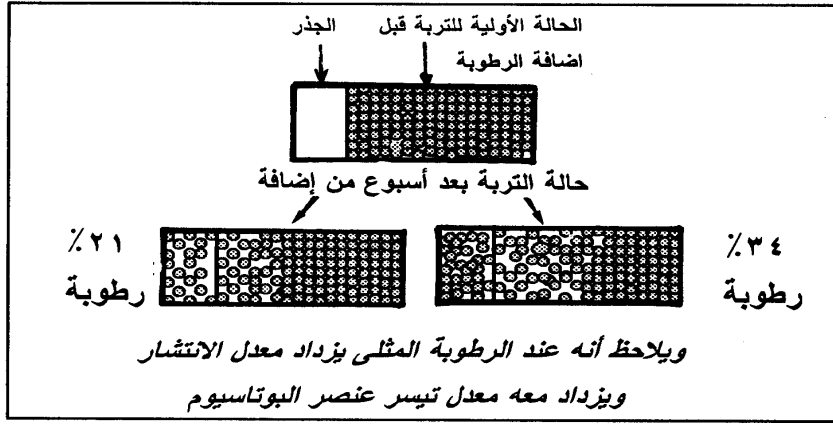 الجذر
الحالة الأولية للتربة قبل
اضافة الرطوبة
حالة التربة بعد أسبوع من إضافة
٣٤٪
رطوبة
٢١٪
رطوبة
ويلاحظ أنه عند الرطوبة المثلى يزداد معدل الانتشار
ويزداد معه معدل تيسر عنصر البوتاسيوم